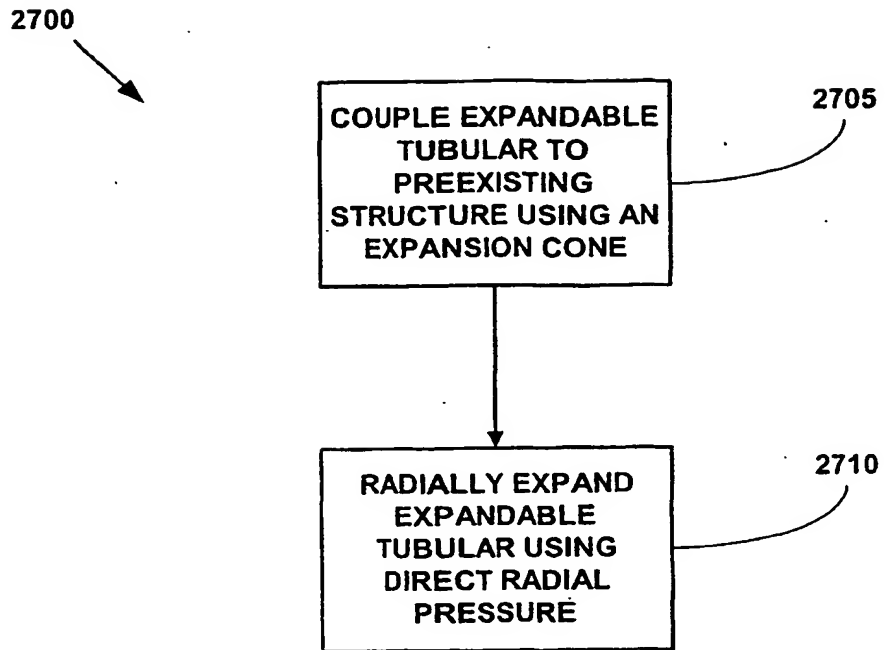 2700
COUPLE EXPANDABLE
TUBULAR TO
PREEXISTING
STRUCTURE USING AN
EXPANSION CONE
2705
RADIALLY EXPAND
EXPANDABLE
TUBULAR USING
DIRECT RADIAL
PRESSURE
2710